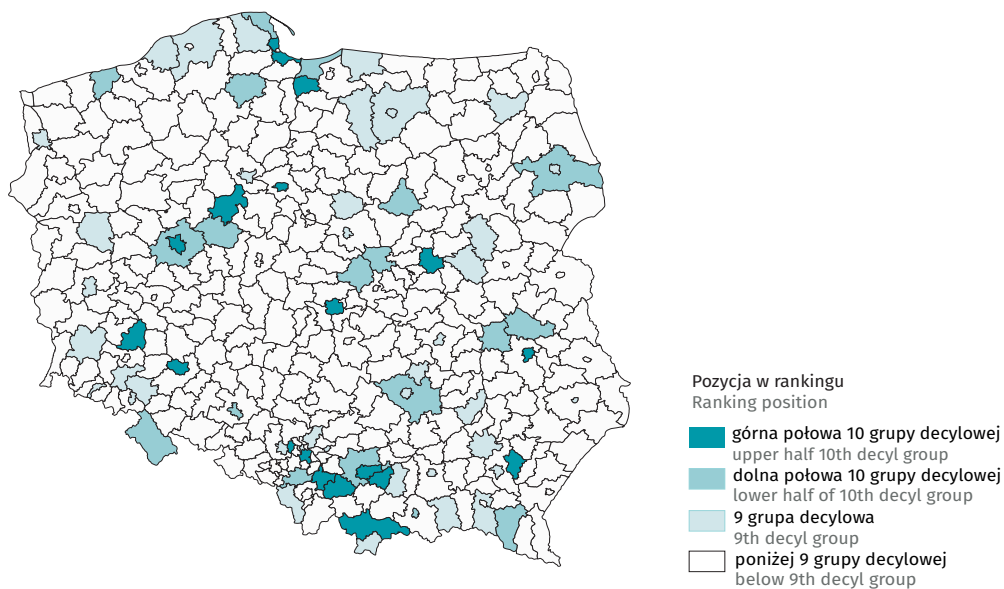 Pozycja w rankingu
Ranking position
górna połowa 10 grupy decylowej
upper half 10th decyl group
dolna połowa 10 grupy decylowej
lower half of 10th decyl group
9 grupa decylowa
9th decyl group
poniżej 9 grupy decylowej
below 9th decyl group